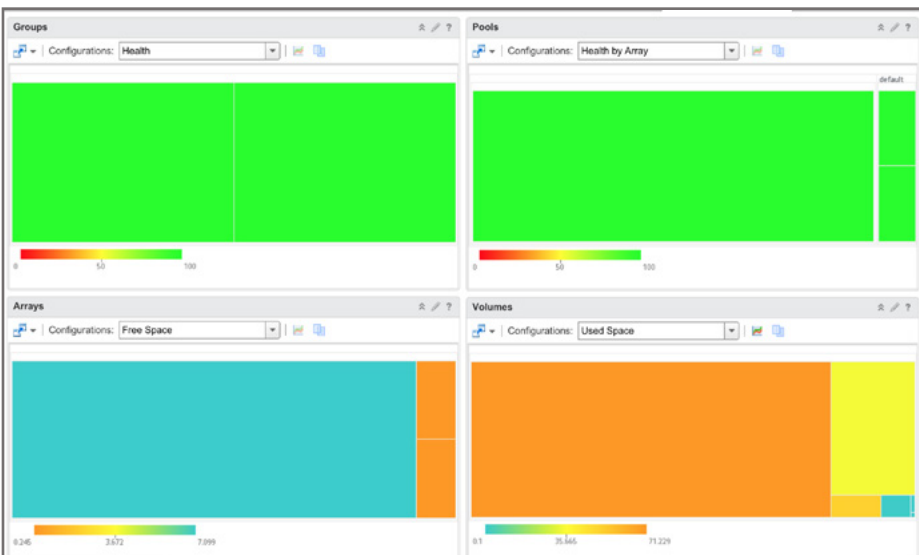 Groups ?
Configurations: Health
0 50 100
Pools ?
Configurations: Health by Array
default
0 50 100
Arrays ?
Configurations: Free Space
0.245 3.672 7.099
Volumes ?
Configurations: Used Space
0.1 35.665 71.229